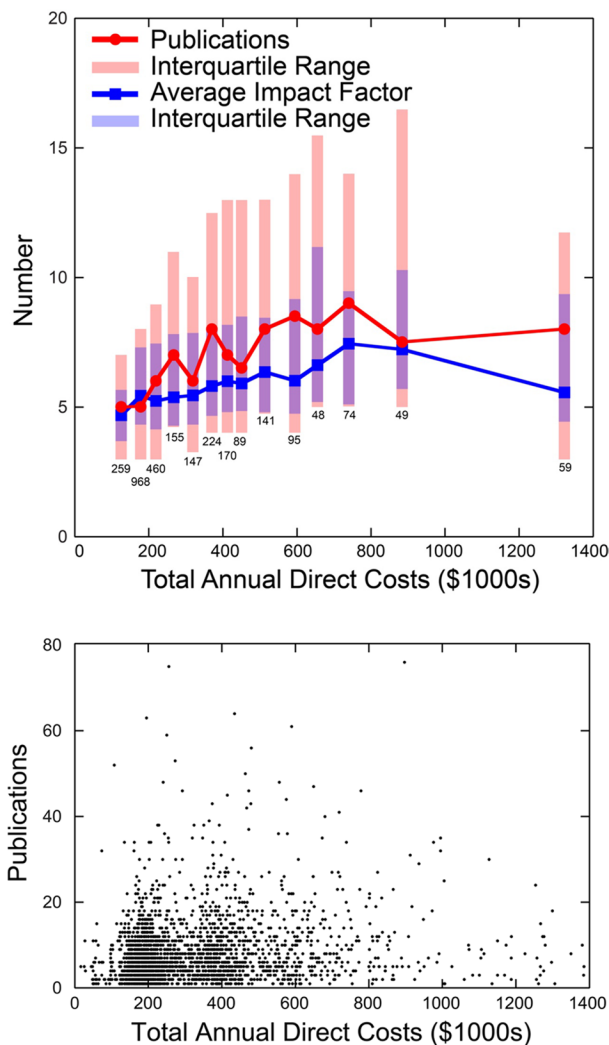 20
Publications
Interquartile Range
Average Impact Factor
Interquartile Range
15
Number
10
5
259
968
460
155
147
224
170
89
141
95
48
74
49
59
0
0 200 400 600 800 1000 1200 1400
Total Annual Direct Costs ($1000s)
80
60
Publications
40
20
0
0 200 400 600 800 1000 1200 1400
Total Annual Direct Costs ($1000s)